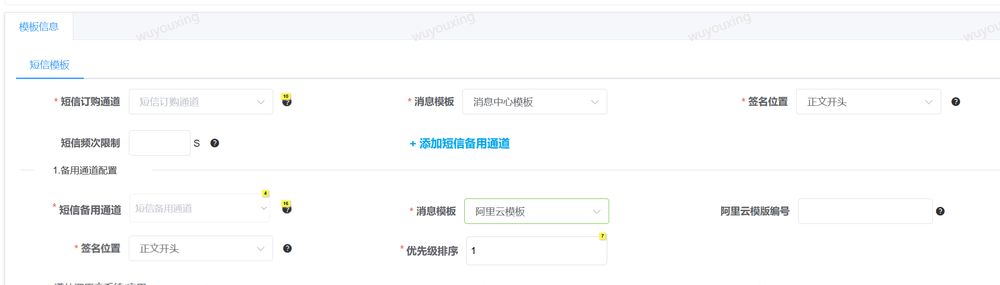 模板信息
wuyouxing wuyouxing wuyouxing wuyou
短信模板
* 短信订购通道 短信订购通道 10 ? * 消息模板 消息中心模板 * 签名位置 正文开头 ?
短信频次限制 S ? + 添加短信备用通道
1.备用通道配置
* 短信备用通道 短信备用通道 4 16 ? * 消息模板 阿里云模板 阿里云模版编号 ?
* 签名位置 正文开头 ? * 优先级排序 1 7